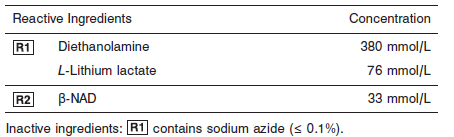 Reactive Ingredients Concentration
R1 Diethanolamine 380 mmol/L
L-Lithium lactate 76 mmol/L
R2 β-NAD 33 mmol/L
Inactive ingredients: R1 contains sodium azide (≤ 0.1%).